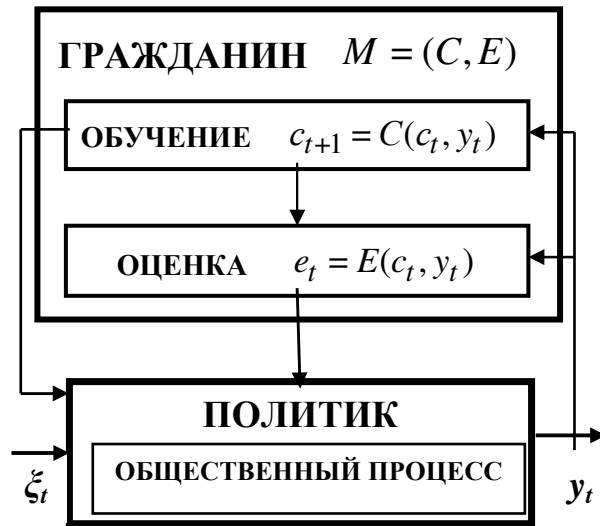 ГРАЖДАНИН M = (C, E)
ОБУЧЕНИЕ c_{t+1} = C(c_t, y_t)
ОЦЕНКА e_t = E(c_t, y_t)
ПОЛИТИК
ОБЩЕСТВЕННЫЙ ПРОЦЕСС
ξ_t
y_t